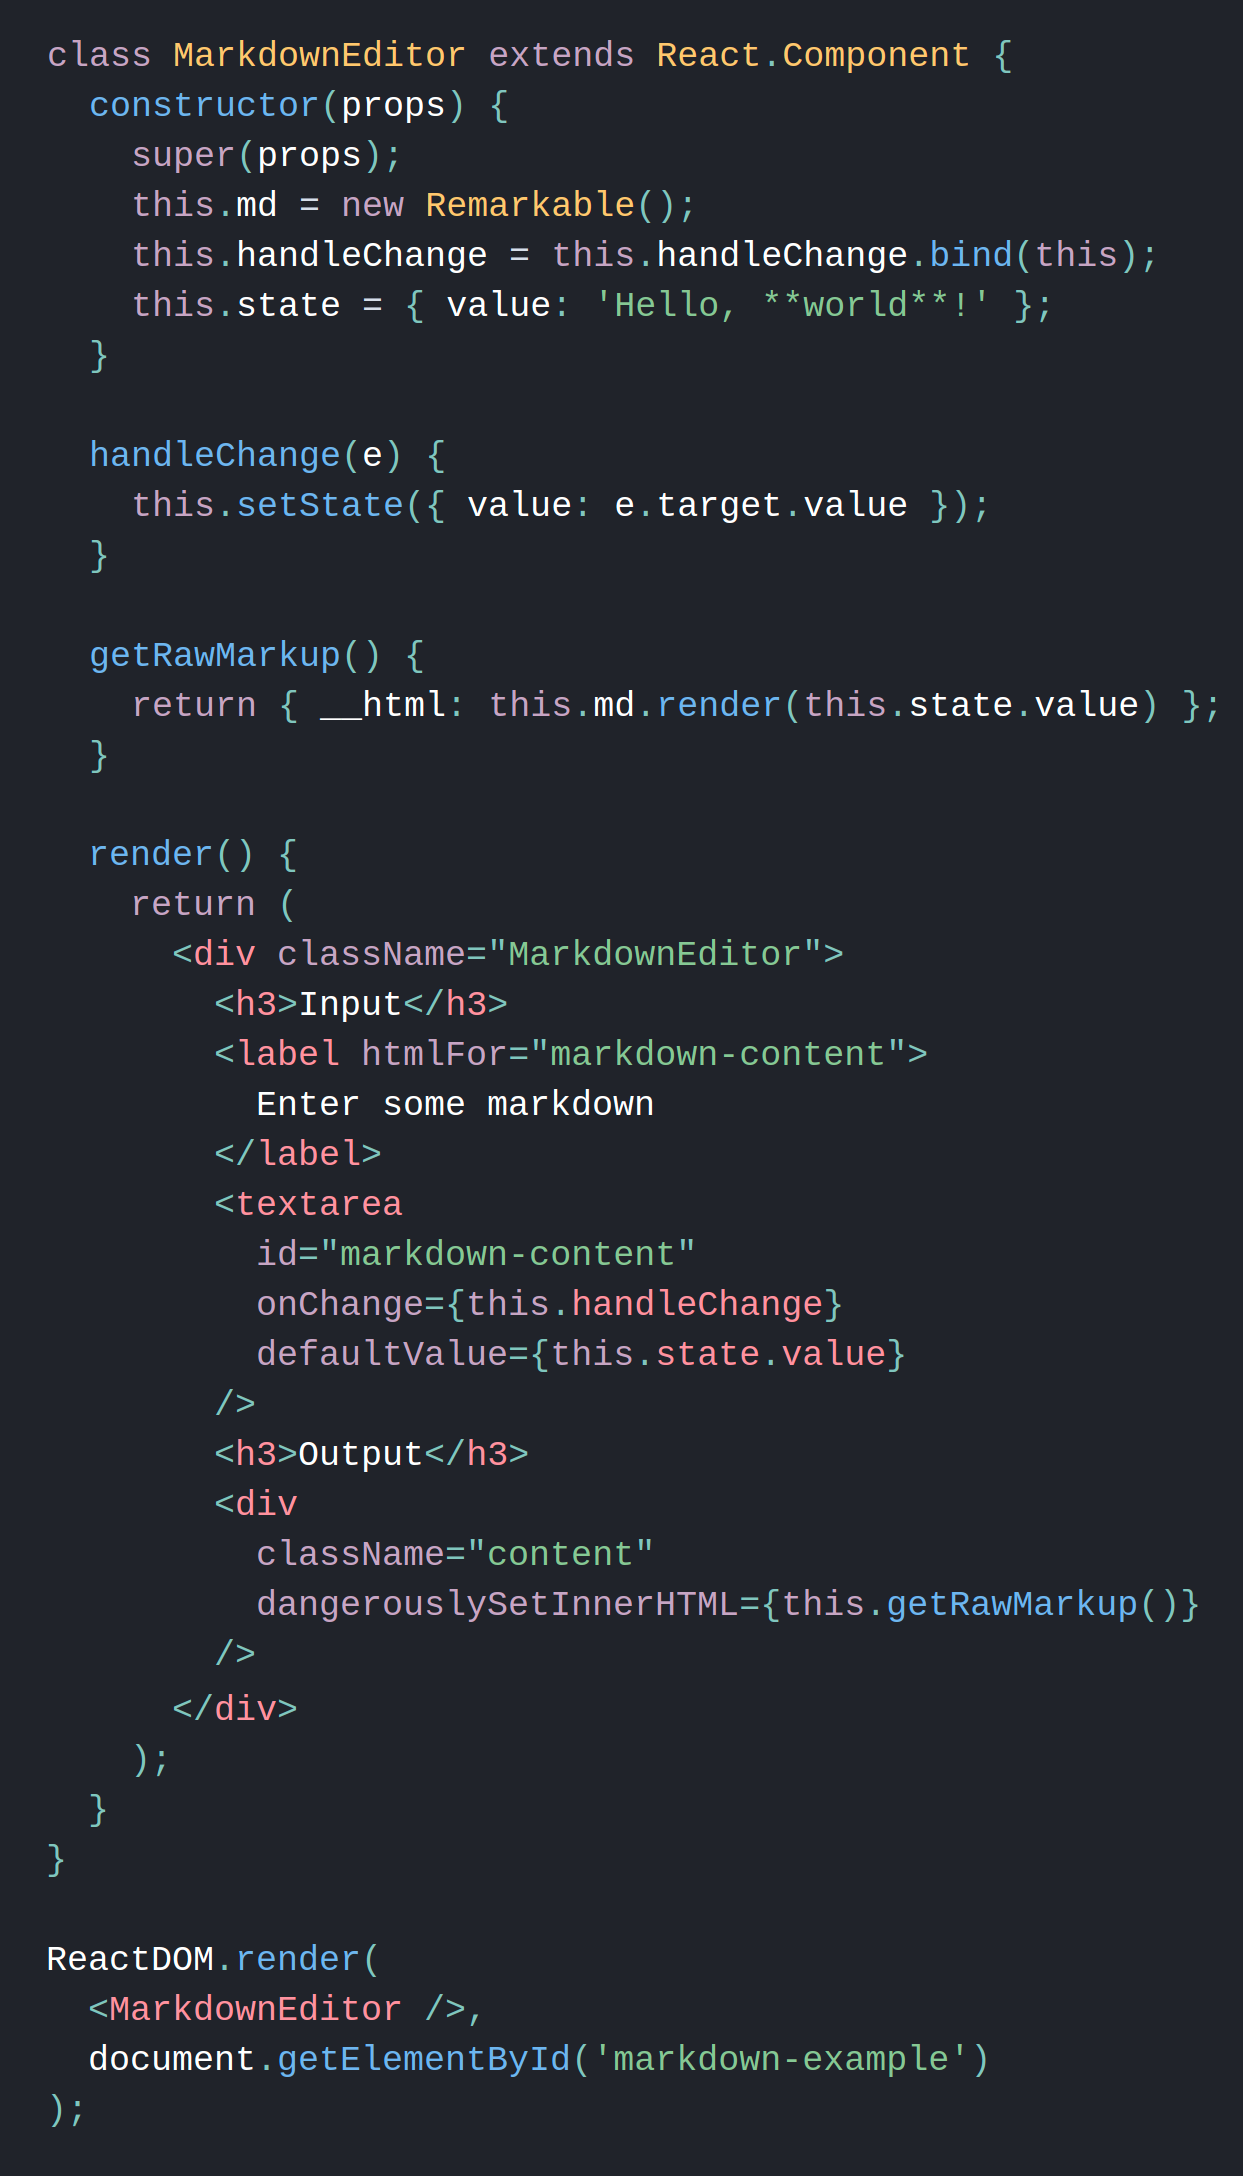 class MarkdownEditor extends React.Component {
  constructor(props) {
    super(props);
    this.md = new Remarkable();
    this.handleChange = this.handleChange.bind(this);
    this.state = { value: 'Hello, **world**!' };
  }

  handleChange(e) {
    this.setState({ value: e.target.value });
  }

  getRawMarkup() {
    return { __html: this.md.render(this.state.value) };
  }

  render() {
    return (
      <div className="MarkdownEditor">
        <h3>Input</h3>
        <label htmlFor="markdown-content">
          Enter some markdown
        </label>
        <textarea
          id="markdown-content"
          onChange={this.handleChange}
          defaultValue={this.state.value}
        />
        <h3>Output</h3>
        <div
          className="content"
          dangerouslySetInnerHTML={this.getRawMarkup()}
        />
      </div>
    );
  }
}

ReactDOM.render(
  <MarkdownEditor />,
  document.getElementById('markdown-example')
);